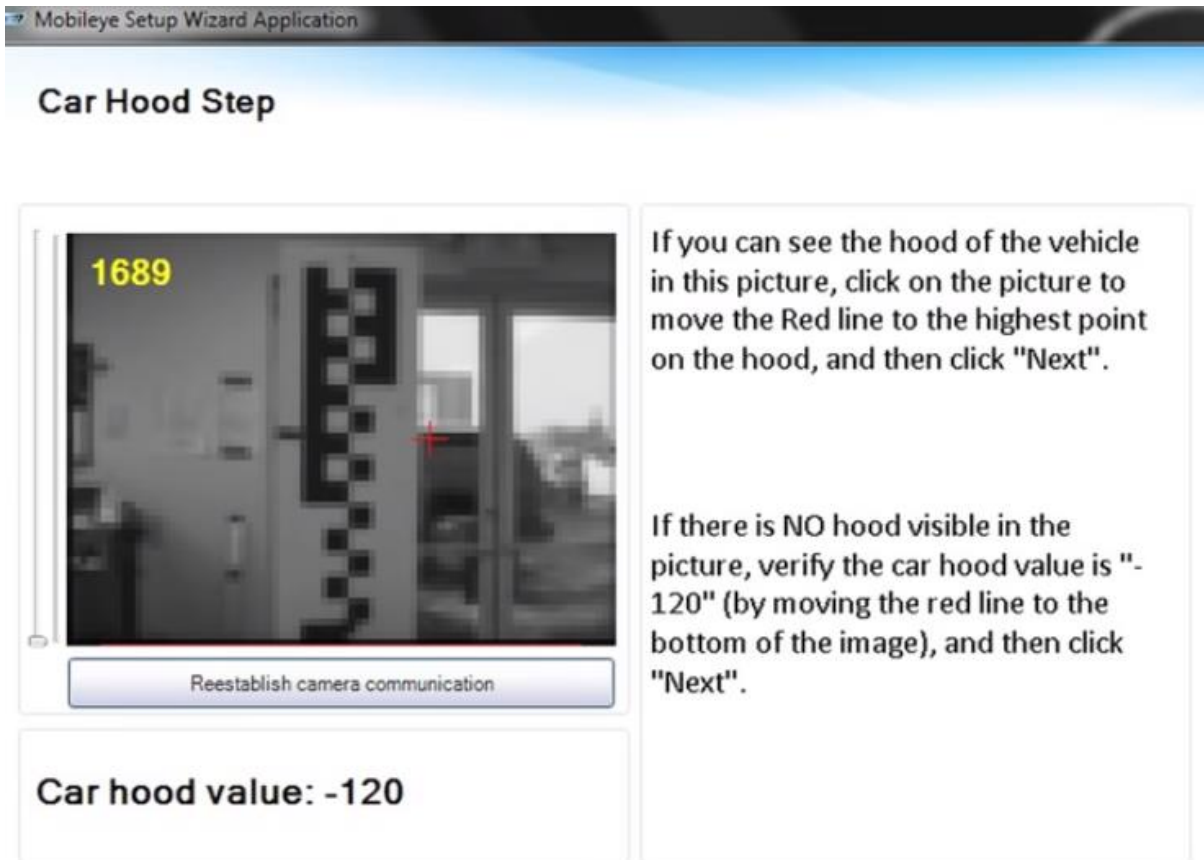 Mobileye Setup Wizard Application
Car Hood Step
1689
Reestablish camera communication
Car hood value: -120
If you can see the hood of the vehicle
in this picture, click on the picture to
move the Red line to the highest point
on the hood, and then click "Next".
If there is NO hood visible in the
picture, verify the car hood value is "-
120" (by moving the red line to the
bottom of the image), and then click
"Next".